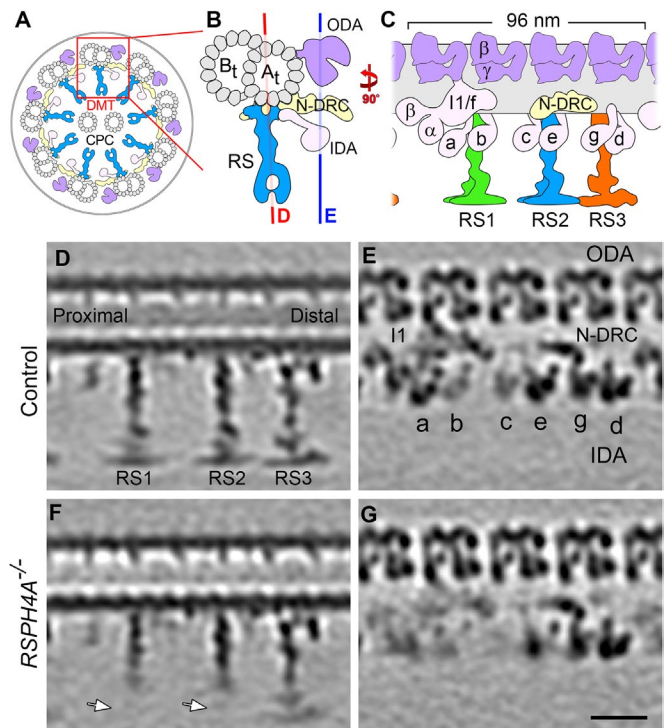 A
DMT
CPC
B
D
E
ODA
Bt
At
N-DRC
RS
IDA
D
E
90°
C
96 nm
β
γ
I1/f
N-DRC
β
α
a
b
c
e
g
d
RS1
RS2
RS3
D
Proximal
Distal
Control
RS1
RS2
RS3
E
ODA
I1
N-DRC
a b c e g d
IDA
F
RSPH4A-/-
G